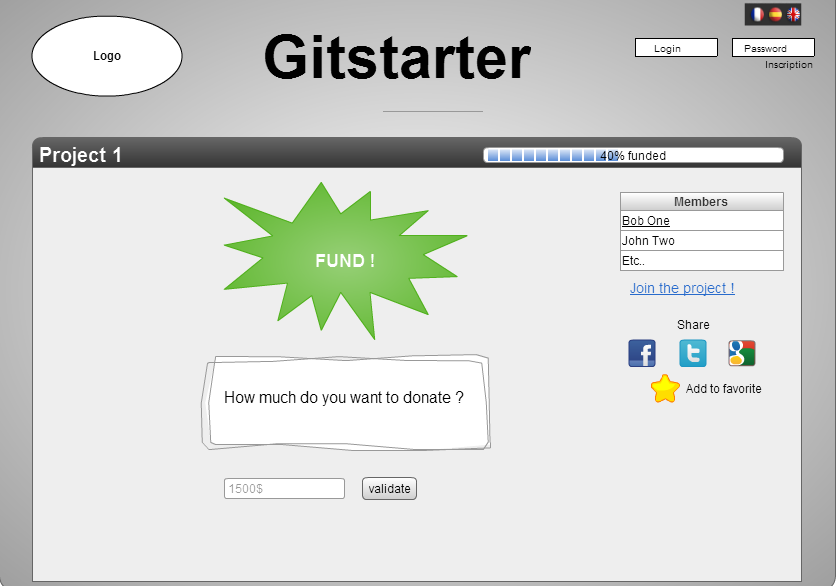 Logo
Gitstarter
Login
Password
Inscription
Project 1
40% funded
FUND !
Members
Bob One
John Two
Etc..
Join the project !
Share
f
t
g
Add to favorite
How much do you want to donate ?
1500$
validate